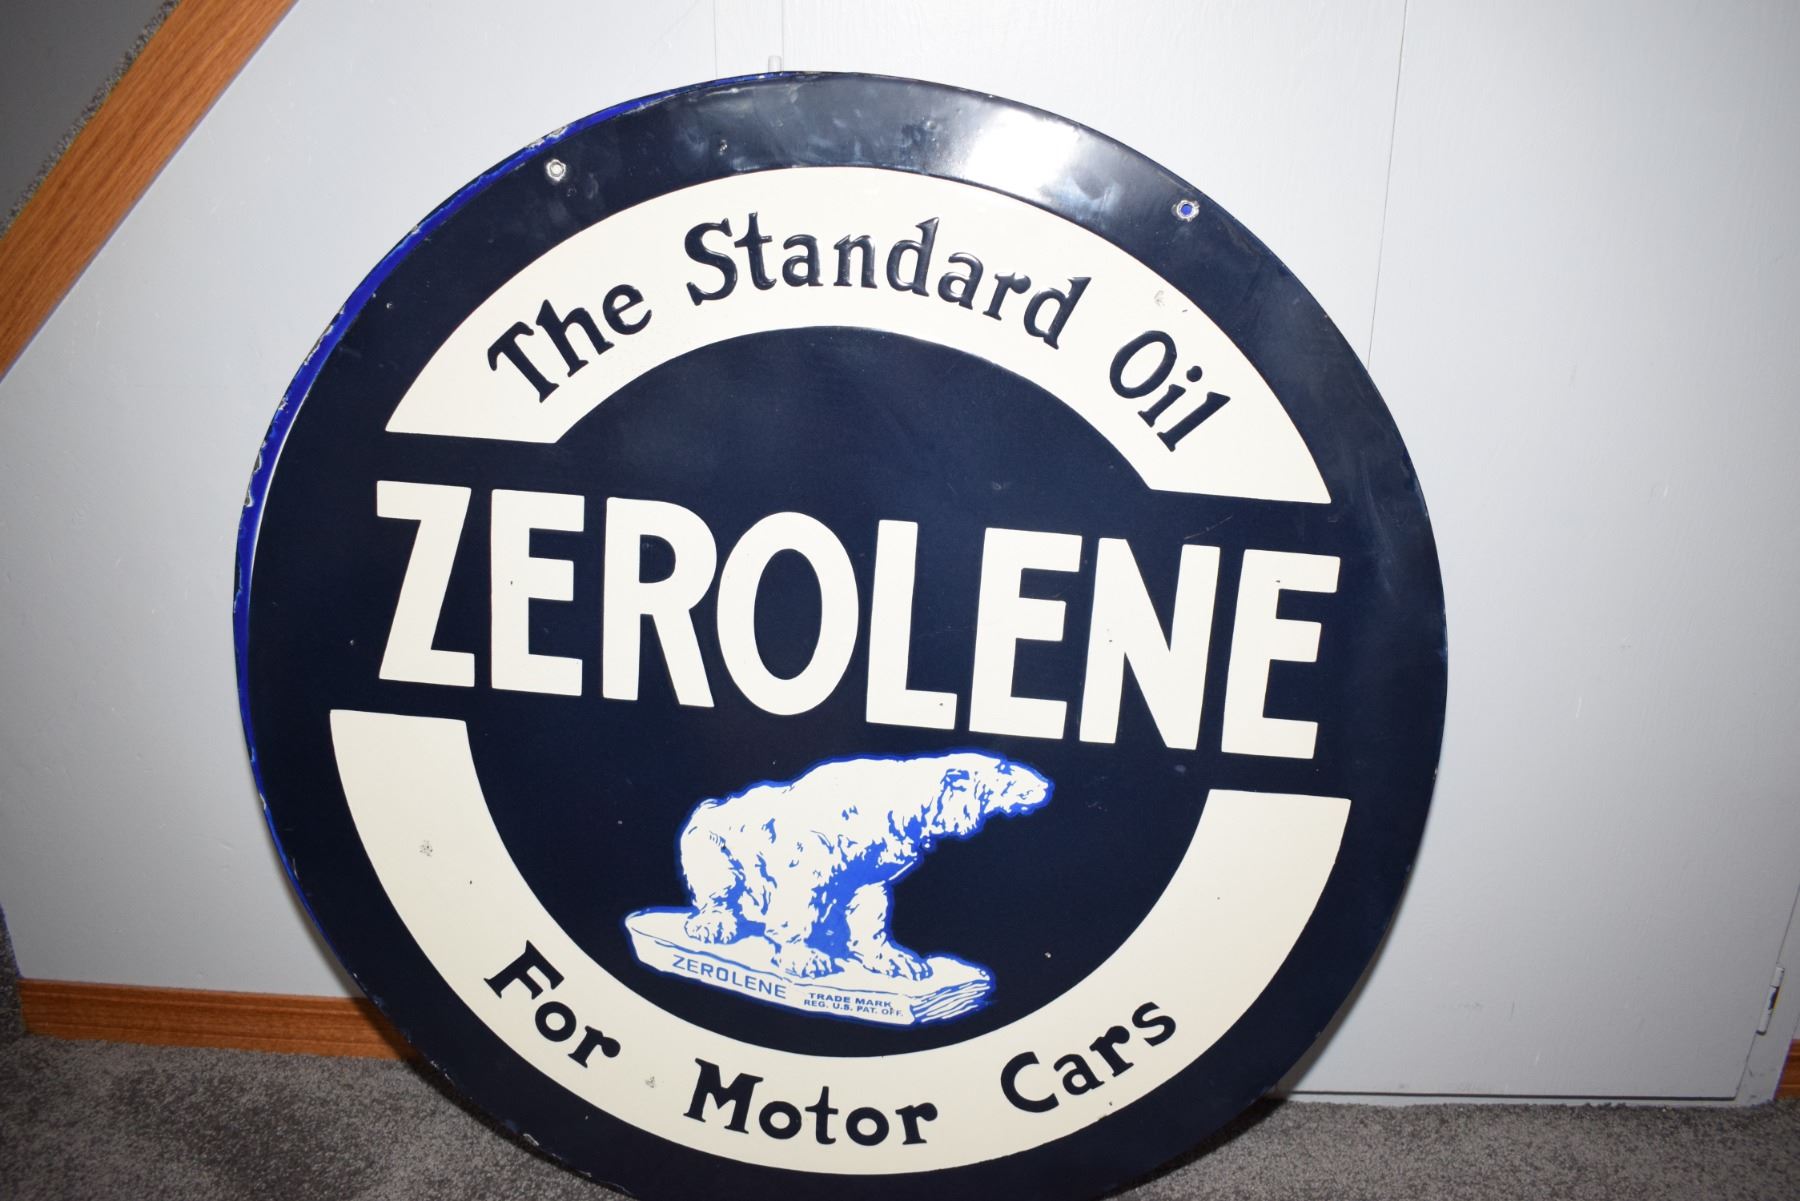 The Standard Oil
ZEROLENE
ZEROLENE
TRADE MARK
REG. U.S. PAT. OFF.
For Motor Cars